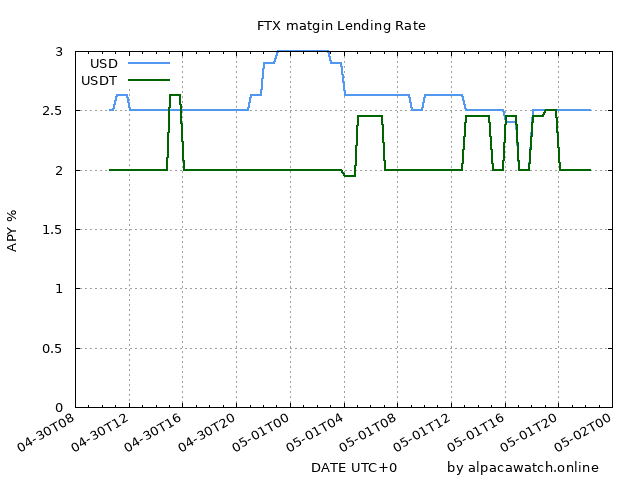 FTX matgin Lending Rate
USD
USDT
3
2.5
2
1.5
1
0.5
0
APY %
04-30T08
04-30T12
04-30T16
04-30T20
05-01T00
05-01T04
05-01T08
05-01T12
05-01T16
05-01T20
05-02T00
DATE UTC+0
by alpacawatch.online